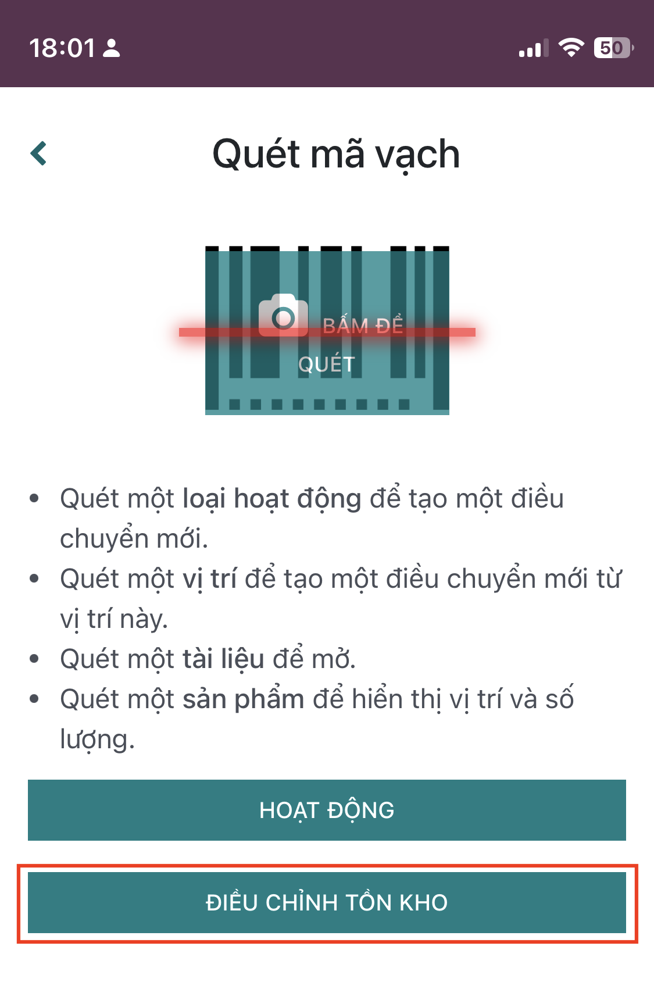 18:01
50
Quét mã vạch
BẤM ĐỂ
QUÉT
Quét một loại hoạt động để tạo một điều
chuyển mới.
Quét một vị trí để tạo một điều chuyển mới từ
vị trí này.
Quét một tài liệu để mở.
Quét một sản phẩm để hiển thị vị trí và số
lượng.
HOẠT ĐỘNG
ĐIỀU CHỈNH TỒN KHO